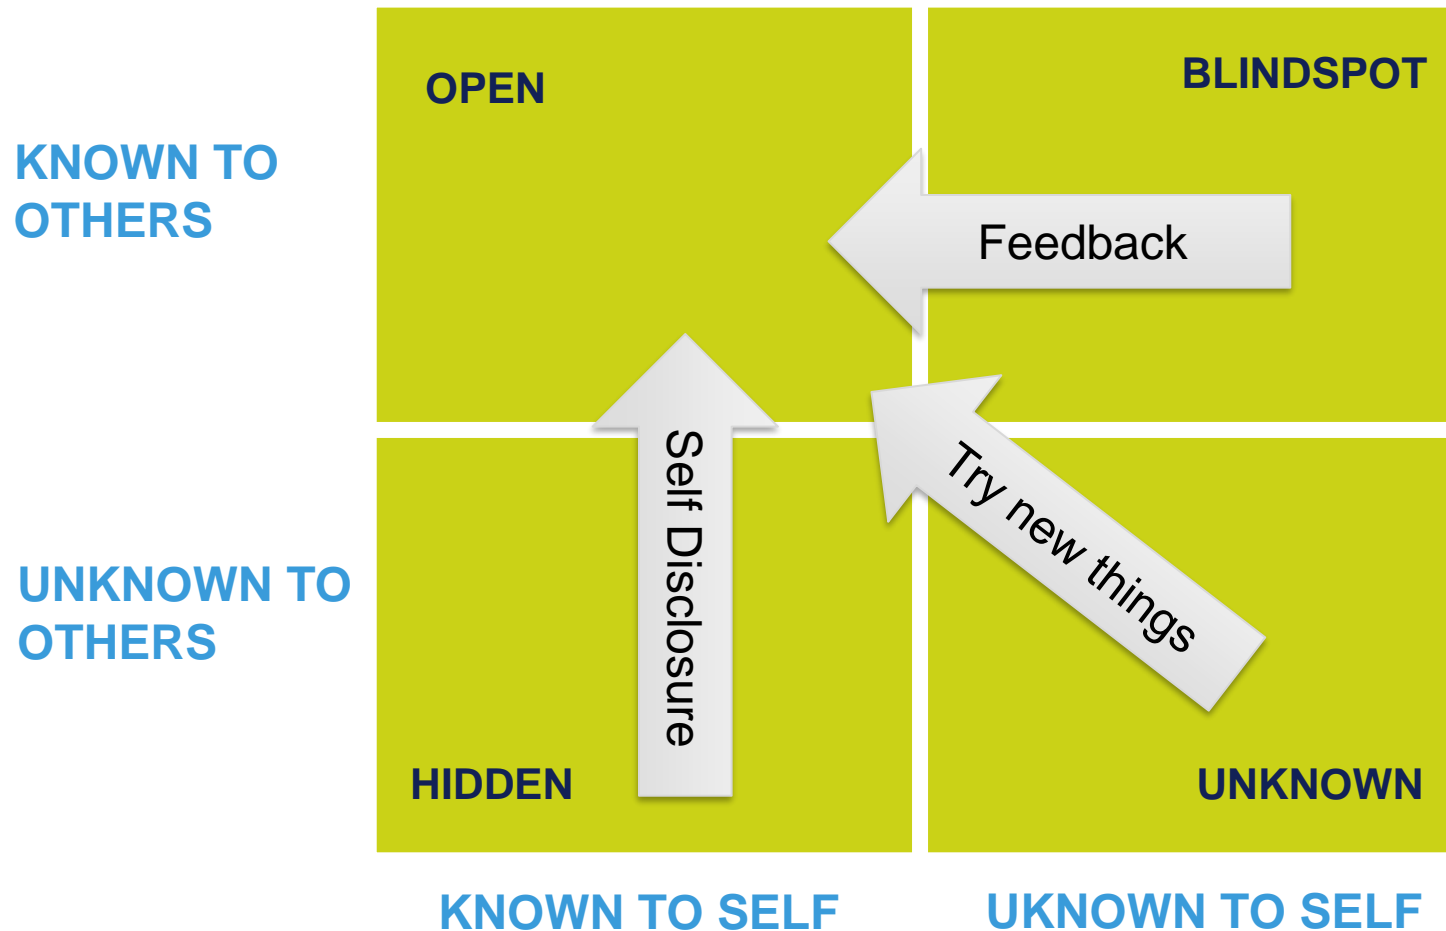 OPEN
BLINDSPOT
KNOWN TO
OTHERS
Feedback
Self Disclosure
Try new things
UNKNOWN TO
OTHERS
HIDDEN
UNKNOWN
KNOWN TO SELF
UKNOWN TO SELF